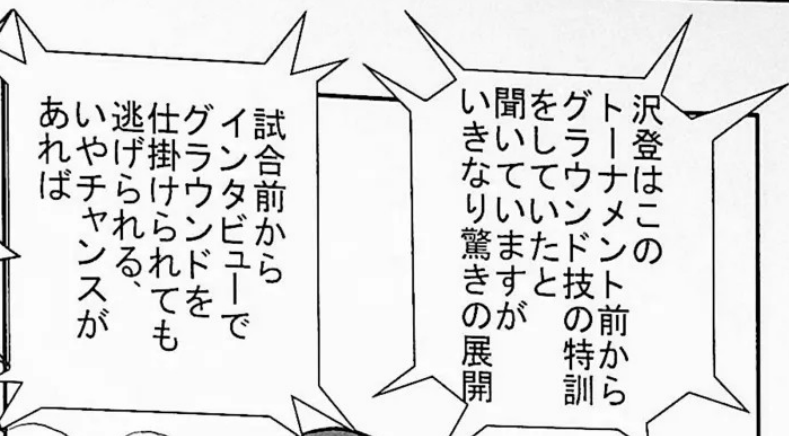 沢登はこの
トーナメント前から
グラウンド技の特訓
をしていたと
聞いていますが
いきなり驚きの展開
試合前から
インタビューで
グラウンドを
仕掛けられても
逃げられる、
いやチャンスが
あれば